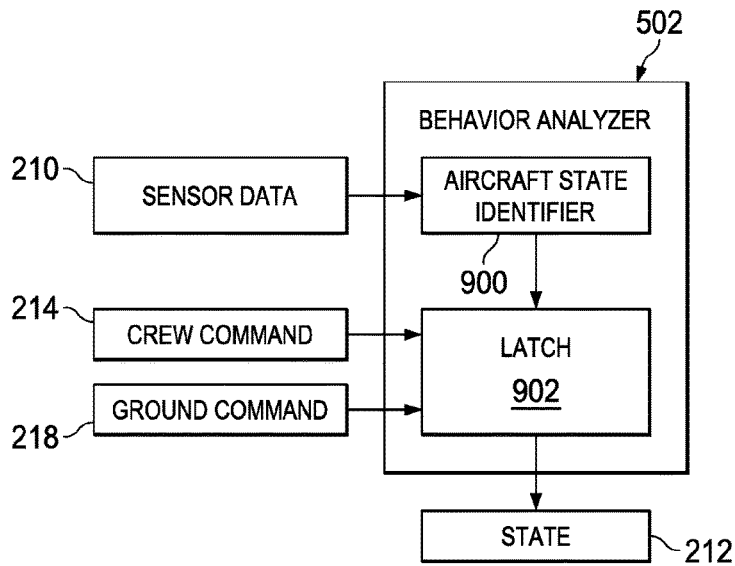 502
BEHAVIOR ANALYZER
210
SENSOR DATA
AIRCRAFT STATE
IDENTIFIER
900
214
CREW COMMAND
LATCH
902
GROUND COMMAND
218
STATE
212